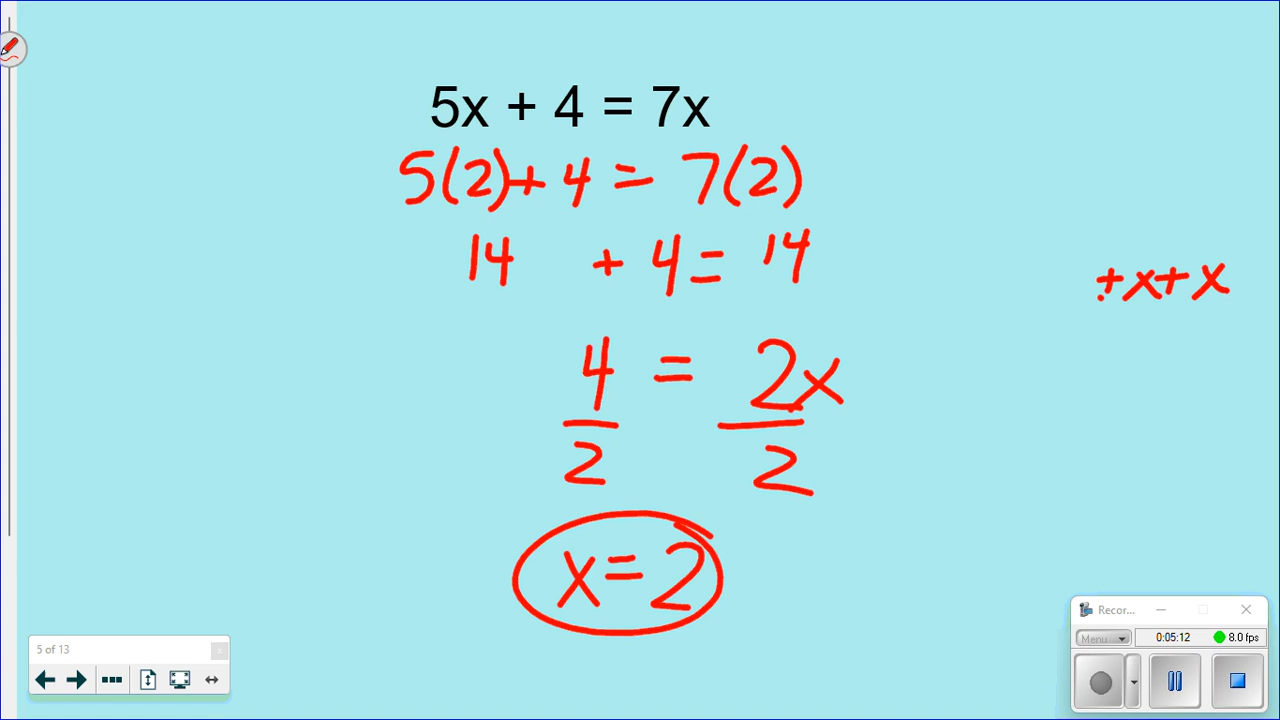 5x + 4 = 7x
5(2)+ 4 = 7(2)
14 + 4 = 14
+x+x
4 = 2x
2 2
x=2
Recor...
Menu
0:05:12
8.0 fps
5 of 13
x